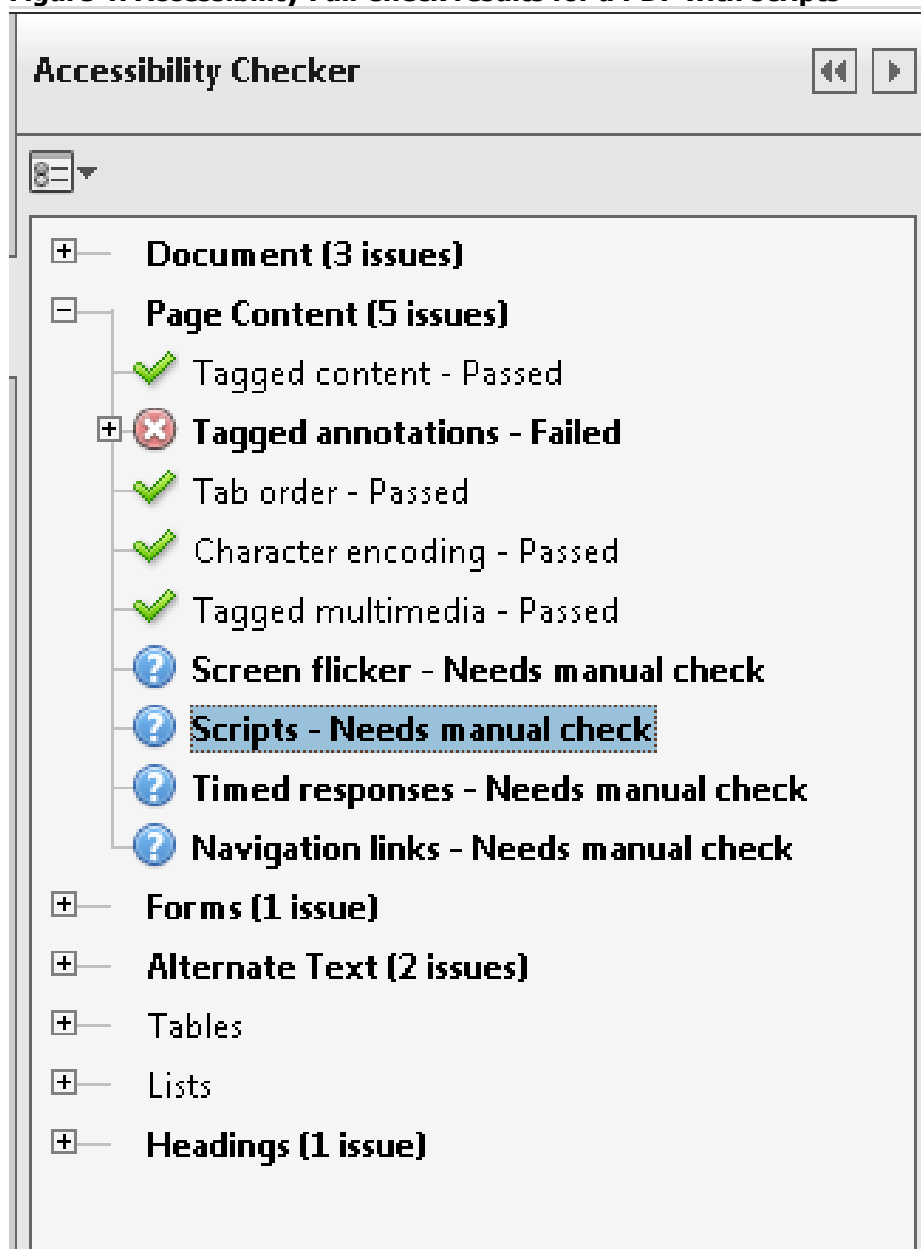 Accessibility Checker
Document (3 issues)
Page Content (5 issues)
Tagged content - Passed
Tagged annotations - Failed
Tab order - Passed
Character encoding - Passed
Tagged multimedia - Passed
Screen flicker - Needs manual check
Scripts - Needs manual check
Timed responses - Needs manual check
Navigation links - Needs manual check
Forms (1 issue)
Alternate Text (2 issues)
Tables
Lists
Headings (1 issue)